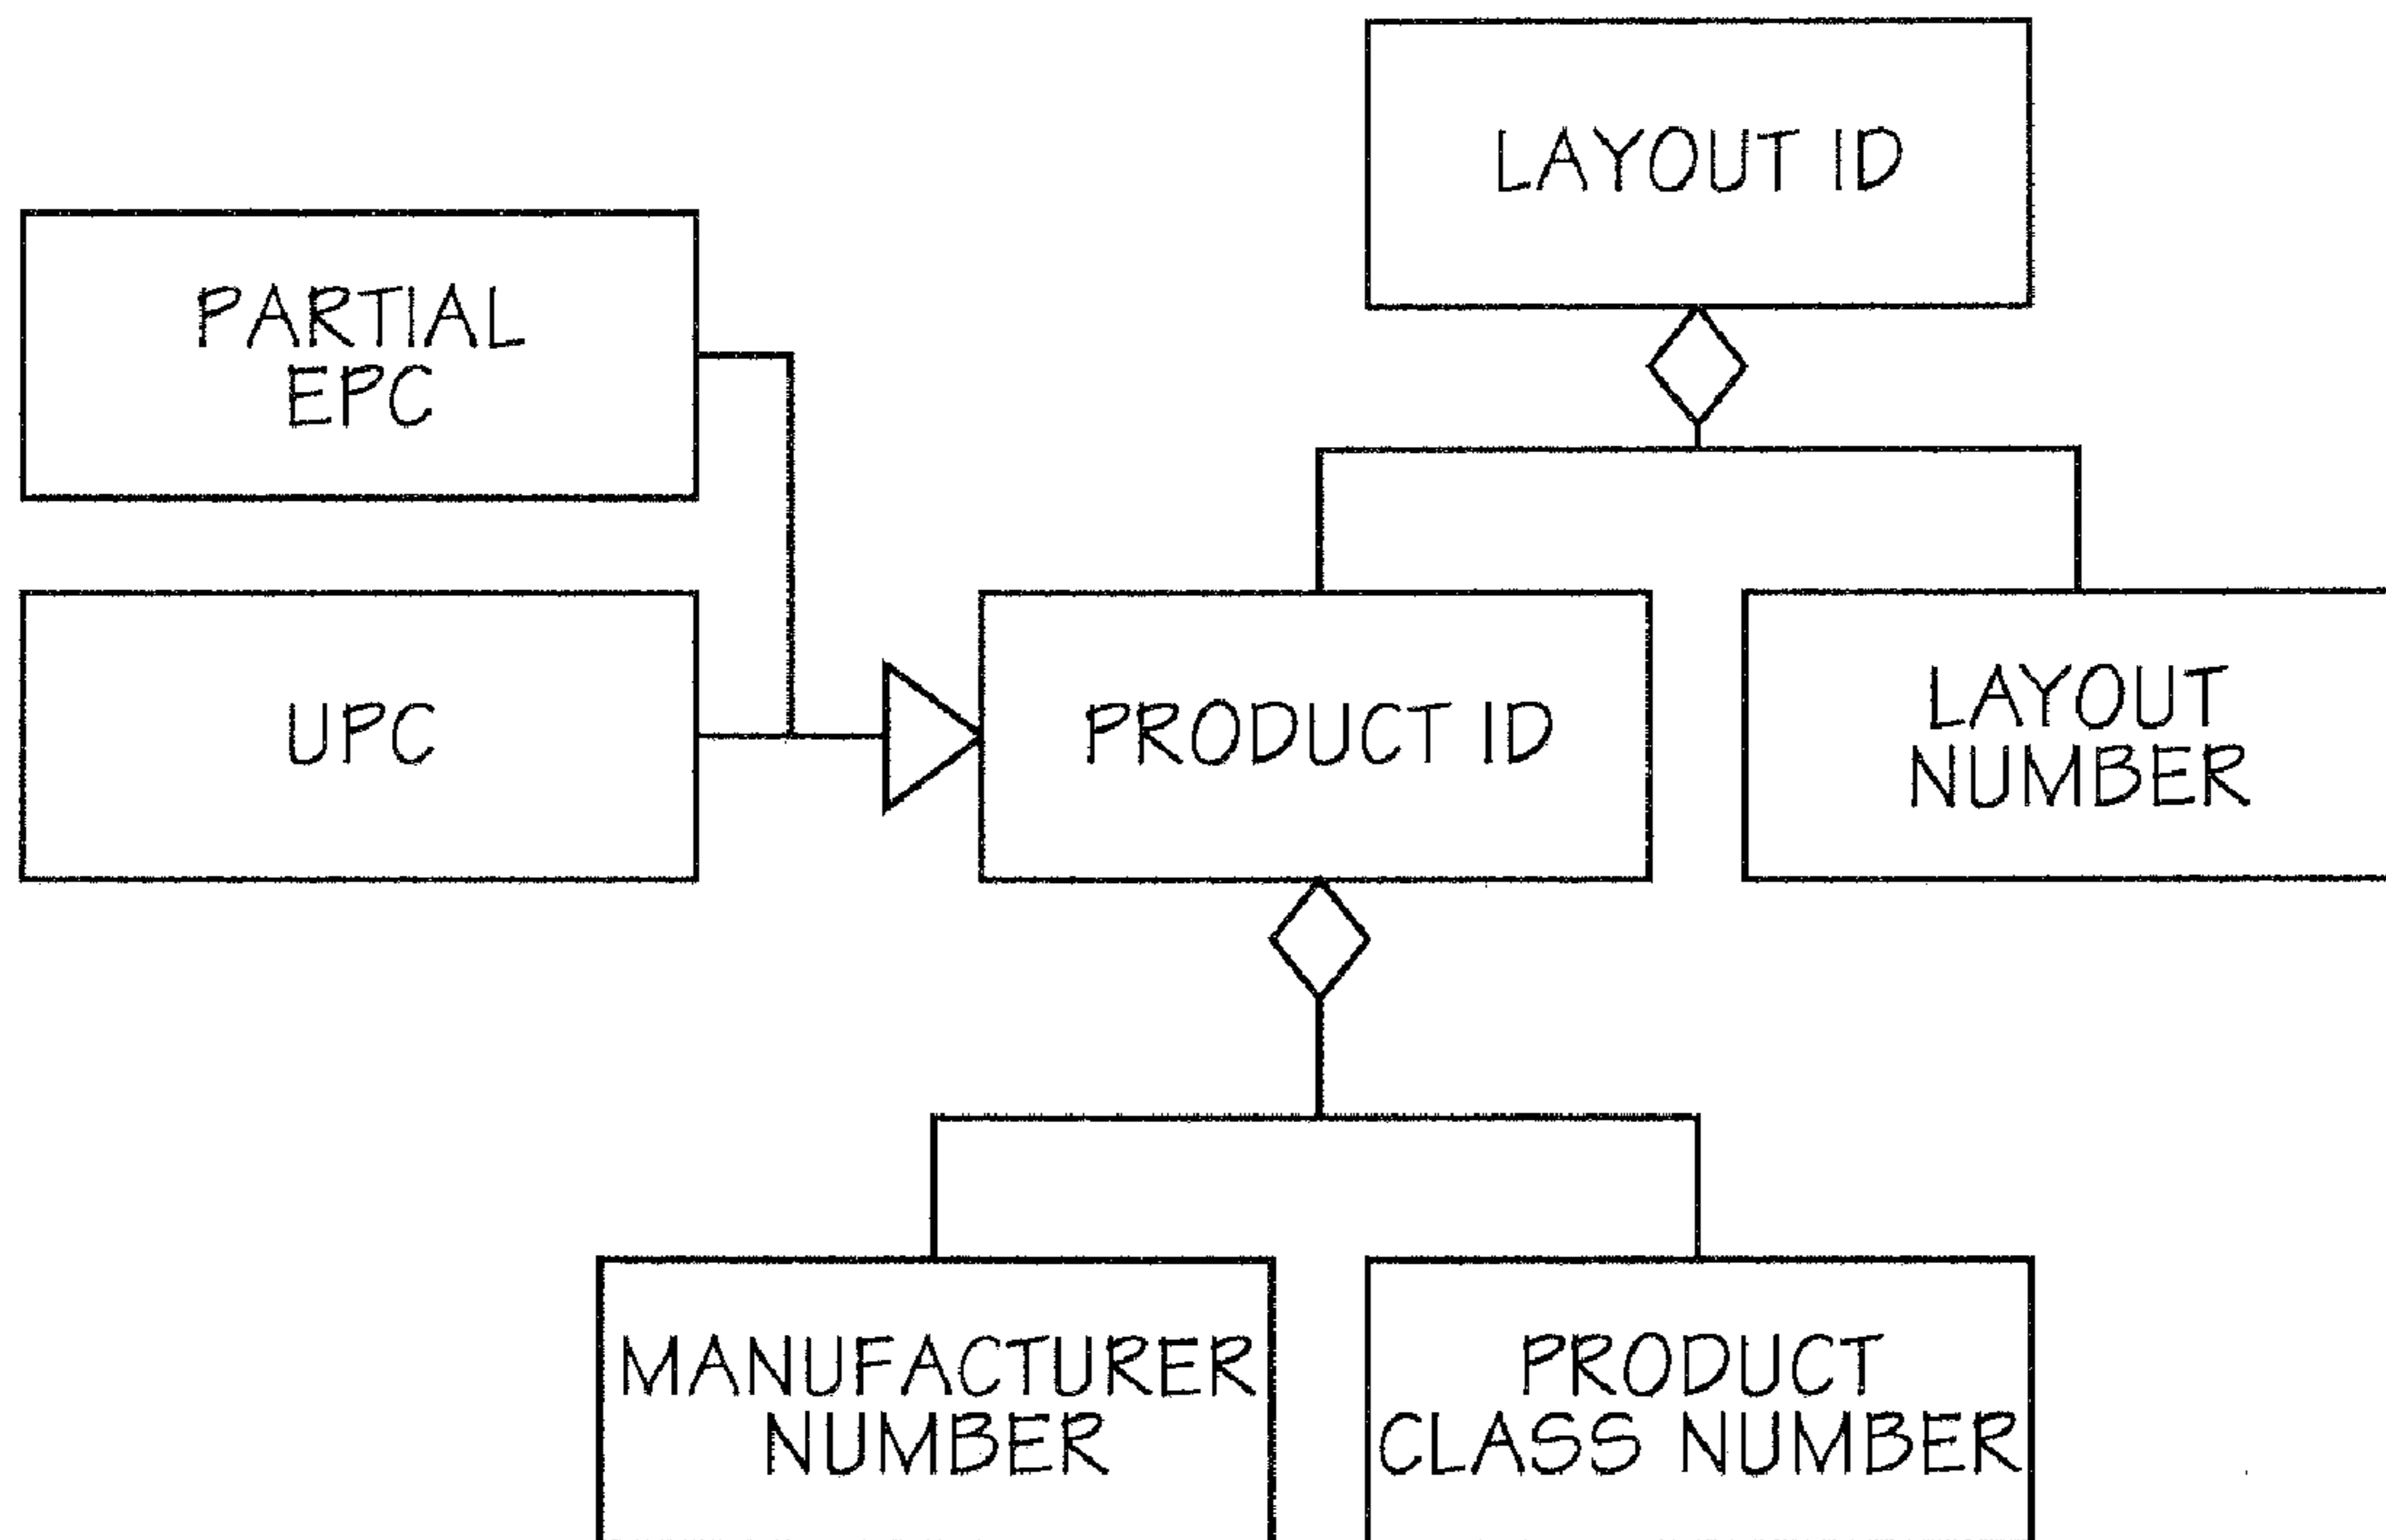 LAYOUT ID
PARTIAL
EPC
UPC
PRODUCT ID
LAYOUT
NUMBER
MANUFACTURER
NUMBER
PRODUCT
CLASS NUMBER